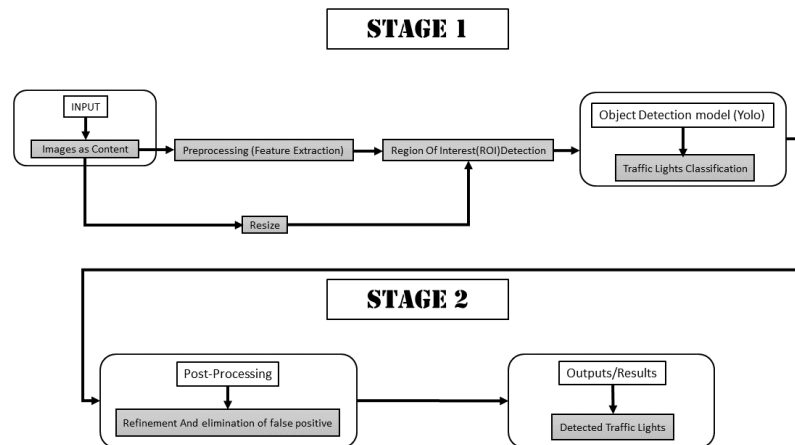 STAGE 1
INPUT
Images as Content
Preprocessing (Feature Extraction)
Region Of Interest(ROI)Detection
Object Detection model (Yolo)
Traffic Lights Classification
Resize
STAGE 2
Post-Processing
Refinement And elimination of false positive
Outputs/Results
Detected Traffic Lights